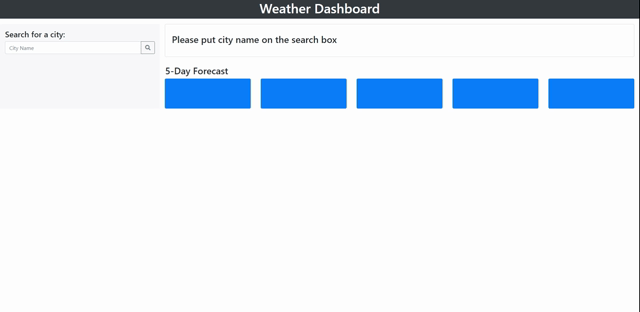 Weather Dashboard
Search for a city:
City Name
Please put city name on the search box
5-Day Forecast